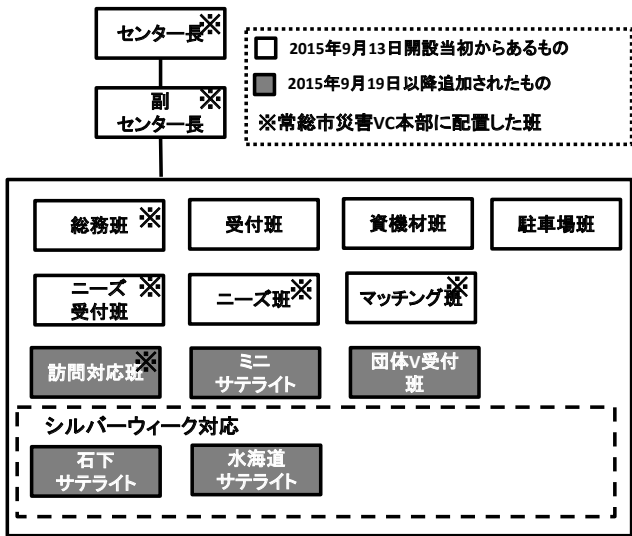 センター長※
2015年9月13日開設当初からあるもの
2015年9月19日以降追加されたもの
※常総市災害VC本部に配置した班
副 ※
センター長
総務班 ※
受付班
資機材班
駐車場班
ニーズ ※
受付班
ニーズ班※
マッチング班※
訪問対応班※
ミニ
サテライト
団体V受付
班
シルバーウィーク対応
石下
サテライト
水海道
サテライト